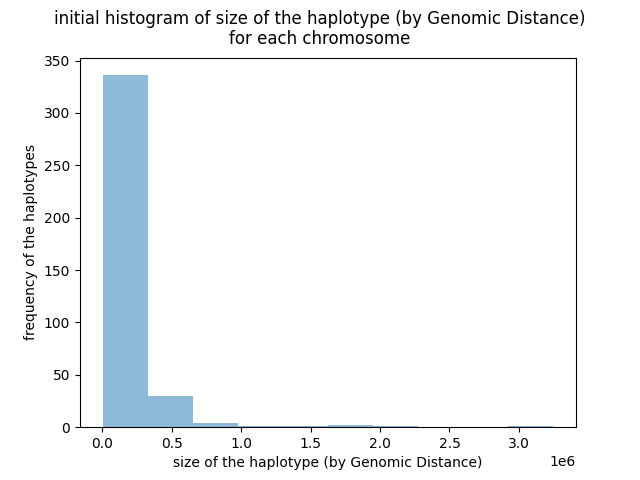 initial histogram of size of the haplotype (by Genomic Distance)
for each chromosome
350
300
250
200
150
100
50
0
frequency of the haplotypes
0.0 0.5 1.0 1.5 2.0 2.5 3.0
1e6
size of the haplotype (by Genomic Distance)